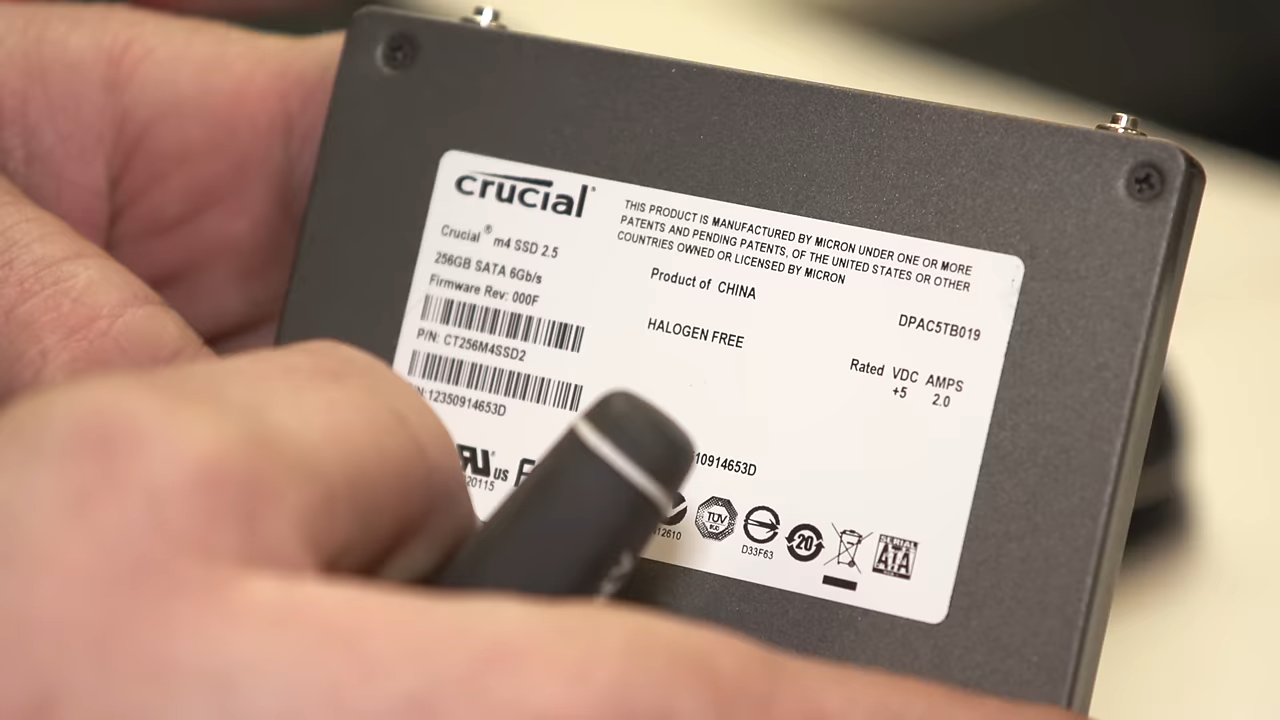 crucial
Crucial ® m4 SSD 2.5
256GB SATA 6Gb/s
Firmware Rev: 000F
P/N: CT256M4SSD2
N:12350914653D
US
20115
THIS PRODUCT IS MANUFACTURED BY MICRON UNDER ONE OR MORE
PATENTS AND PENDING PATENTS, OF THE UNITED STATES OR OTHER
COUNTRIES OWNED OR LICENSED BY MICRON
Product of CHINA
DPAC5TB019
HALOGEN FREE
Rated VDC AMPS
+5 2.0
10914653D
12610
TÜV
D33F63
20
SERIAL
ATA